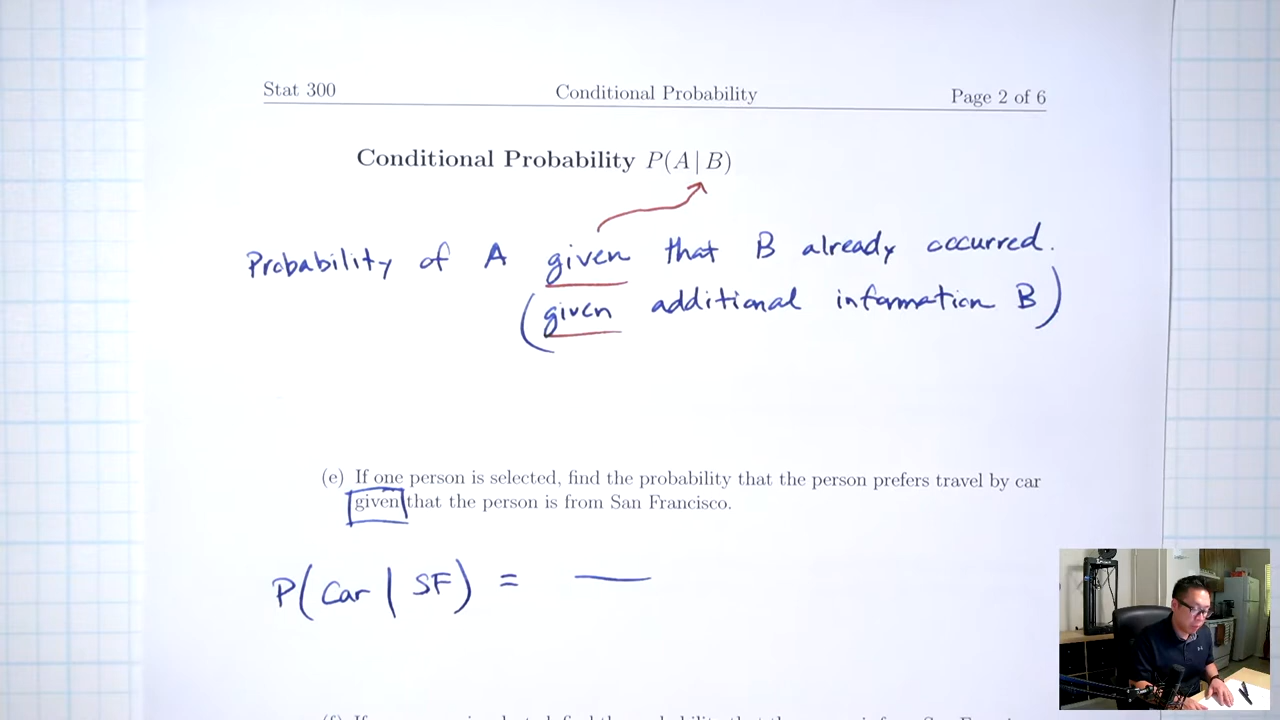 Stat 300 Conditional Probability Page 2 of 6
Conditional Probability P(A | B)
Probability of A given that B already occurred.
(given additional information B)
(e) If one person is selected, find the probability that the person prefers travel by car
given that the person is from San Francisco.
P(Car | SF) =